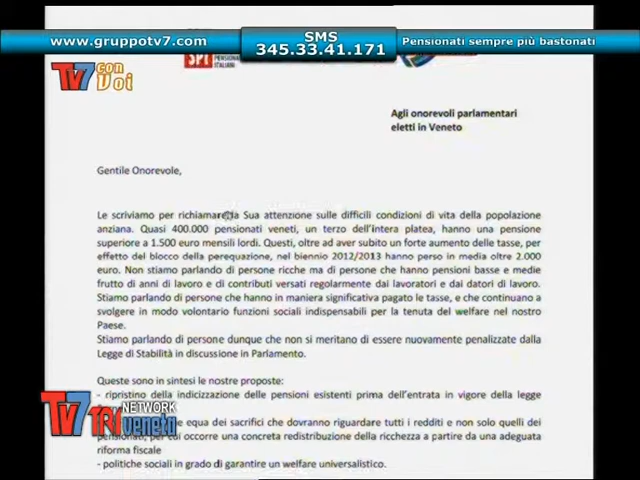 www.gruppotv7.com
SMS
345.33.41.171
Pensionati sempre più bastonati
SPI
PENSIONATI
ITALIANI
TV7 con
Voi
Agli onorevoli parlamentari
eletti in Veneto
Gentile Onorevole,
Le scriviamo per richiamare la Sua attenzione sulle difficili condizioni di vita della popolazione
anziana. Quasi 400.000 pensionati veneti, un terzo dell'intera platea, hanno una pensione
superiore a 1.500 euro mensili lordi. Questi, oltre ad aver subito un forte aumento delle tasse, per
effetto del blocco della perequazione, nel biennio 2012/2013 hanno perso in media oltre 2.000
euro. Non stiamo parlando di persone ricche ma di persone che hanno pensioni basse e medie
frutto di anni di lavoro e di contributi versati regolarmente dai lavoratori e dai datori di lavoro.
Stiamo parlando di persone che hanno in maniera significativa pagato le tasse, e che continuano a
svolgere in modo volontario funzioni sociali indispensabili per la tenuta del welfare nel nostro
Paese.
Stiamo parlando di persone dunque che non si meritano di essere nuovamente penalizzate dalla
Legge di Stabilità in discussione in Parlamento.
Queste sono in sintesi le nostre proposte:
- ripristino della indicizzazione delle pensioni esistenti prima dell'entrata in vigore della legge
e equa dei sacrifici che dovranno riguardare tutti i redditi e non solo quelli dei
pensionati, per cui occorre una concreta redistribuzione della ricchezza a partire da una adeguata
riforma fiscale
- politiche sociali in grado di garantire un welfare universalistico.
TV7 TRIVENETA NETWORK